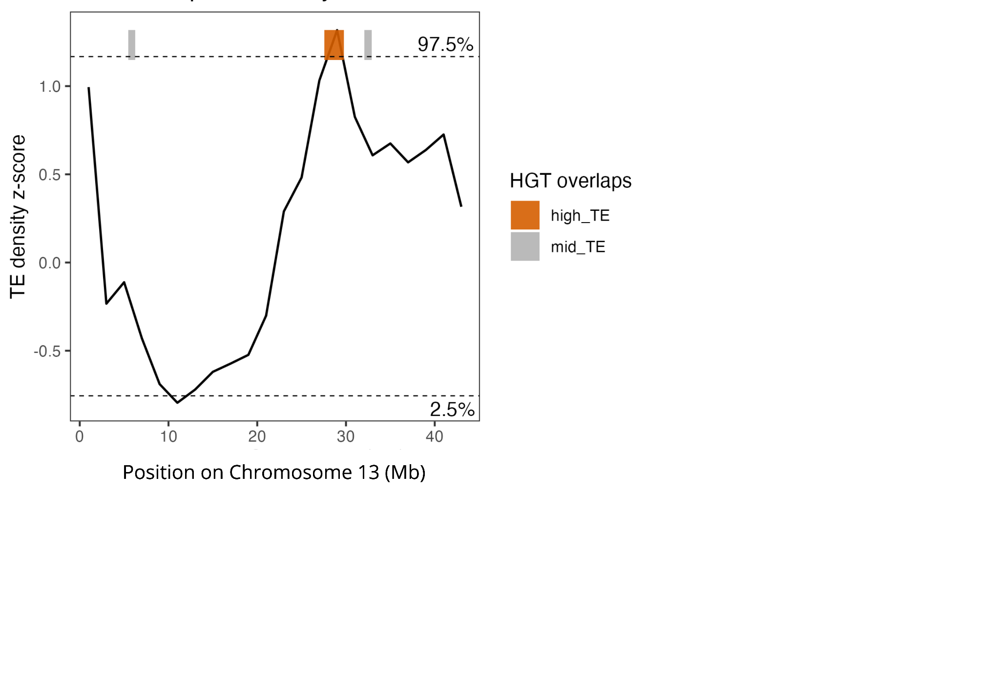 97.5%
1.0
0.5
0.0
-0.5
2.5%
0 10 20 30 40
TE density z-score
Position on Chromosome 13 (Mb)
HGT overlaps
high_TE
mid_TE